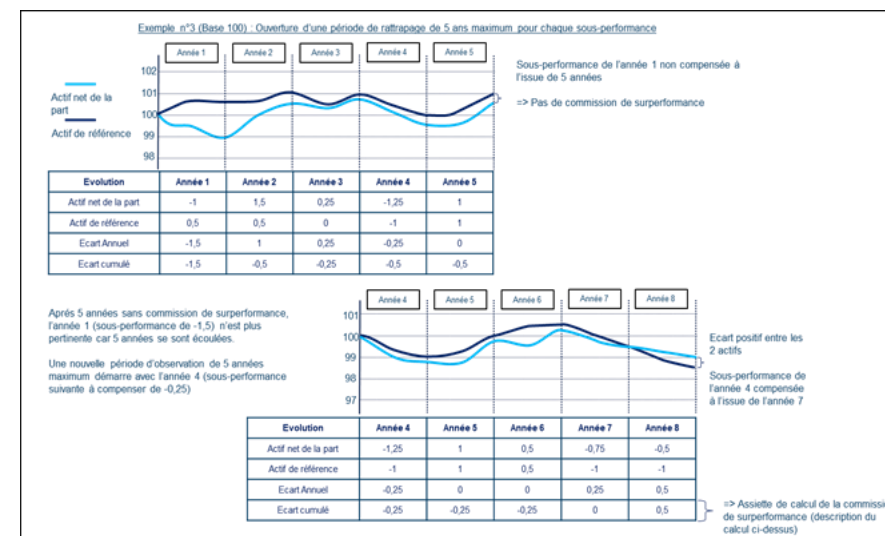 Exemple n°3 (Base 100) : Ouverture d'une période de rattrapage de 5 ans maximum pour chaque sous-performance
Année 1 Année 2 Année 3 Année 4 Année 5
102
101
100
99
98
Actif net de la
part
Actif de référence
Sous-performance de l'année 1 non compensée à
l'issue de 5 années
=> Pas de commission de surperformance
Evolution Année 1 Année 2 Année 3 Année 4 Année 5
Actif net de la part -1 1,5 0,25 -1,25 1
Actif de référence 0,5 0,5 0 -1 1
Ecart Annuel -1,5 1 0,25 -0,25 0
Ecart cumulé -1,5 -0,5 -0,25 -0,5 -0,5
Aprés 5 années sans commission de surperformance,
l'année 1 (sous-performance de -1,5) n'est plus
pertinente car 5 années se sont écoulées.
Une nouvelle période d'observation de 5 années
maximum démarre avec l'année 4 (sous-performance
suivante à compenser de -0,25)
Année 4 Année 5 Année 6 Année 7 Année 8
101
100
99
98
97
Ecart positif entre les
2 actifs
Sous-performance de
l'année 4 compensée
à l'issue de l'année 7
Evolution Année 4 Année 5 Année 6 Année 7 Année 8
Actif net de la part -1,25 1 0,5 -0,75 -0,5
Actif de référence -1 1 0,5 -1 -1
Ecart Annuel -0,25 0 0 0,25 0,5
Ecart cumulé -0,25 -0,25 -0,25 0 0,5
=> Assiette de calcul de la commissi
de surperformance (description du
calcul ci-dessus)